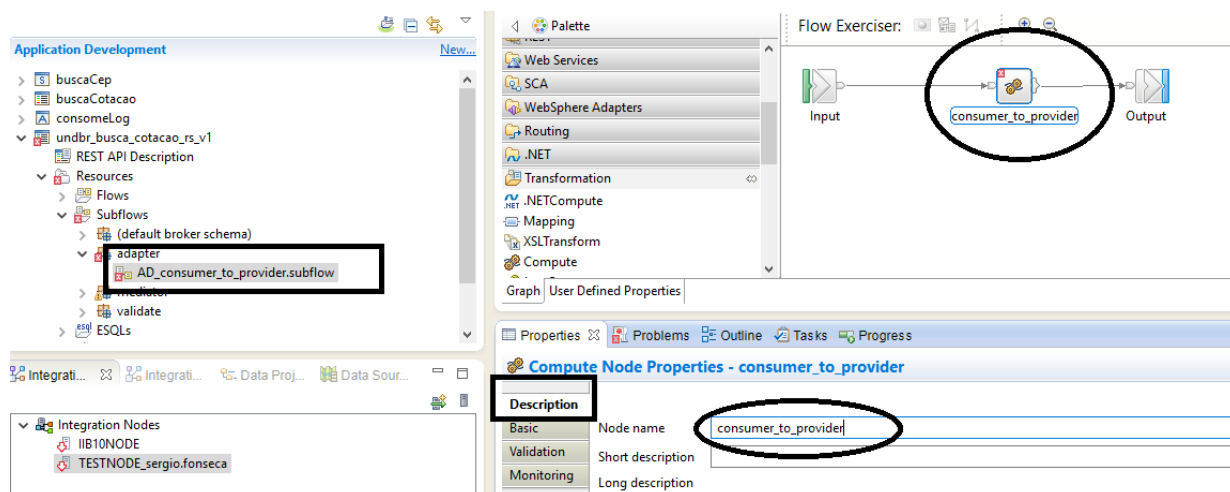 Application Development
New...
buscaCep
buscaCotacao
consomeLog
undbr_busca_cotacao_rs_v1
REST API Description
Resources
Flows
Subflows
(default broker schema)
adapter
AD_consumer_to_provider.subflow
mediator
validate
ESQLs
Integrati...
Integrati...
Data Proj...
Data Sour...
Integration Nodes
IIB10NODE
TESTNODE_sergio.fonseca
Palette
REST
Web Services
SCA
WebSphere Adapters
Routing
.NET
Transformation
.NETCompute
Mapping
XSLTransform
Compute
Graph
User Defined Properties
Flow Exerciser:
Input
consumer_to_provider
Output
Properties
Problems
Outline
Tasks
Progress
Compute Node Properties - consumer_to_provider
Description
Basic
Validation
Monitoring
Node name
consumer_to_provider
Short description
Long description